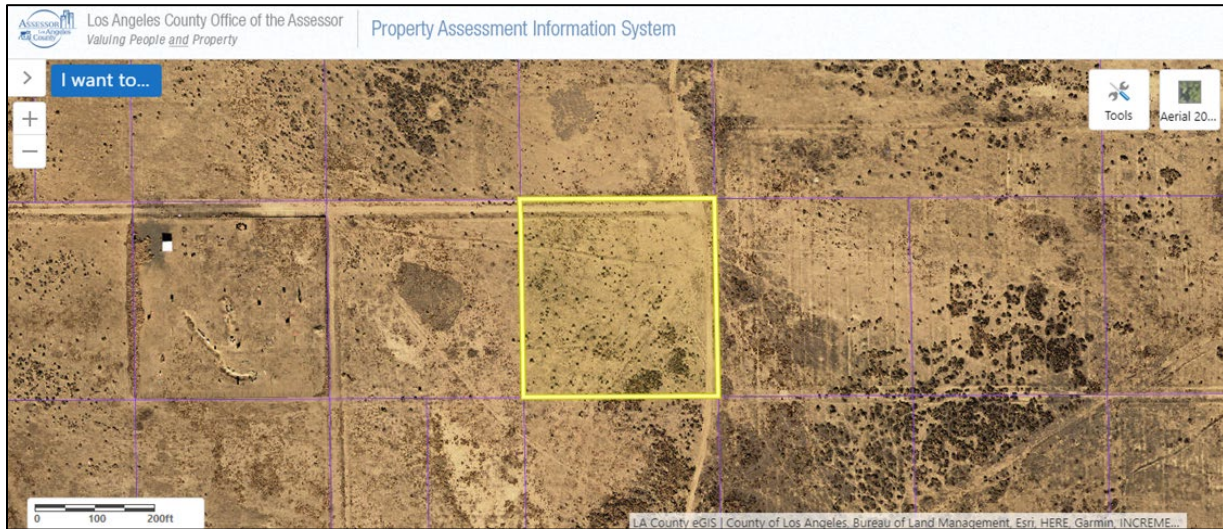 ASSESSOR
Los Angeles
County
Los Angeles County Office of the Assessor
Valuing People and Property
Property Assessment Information System
I want to...
Tools
Aerial 20...
0 100 200ft
LA County eGIS | County of Los Angeles, Bureau of Land Management, Esri, HERE, Garmin, INCREME...